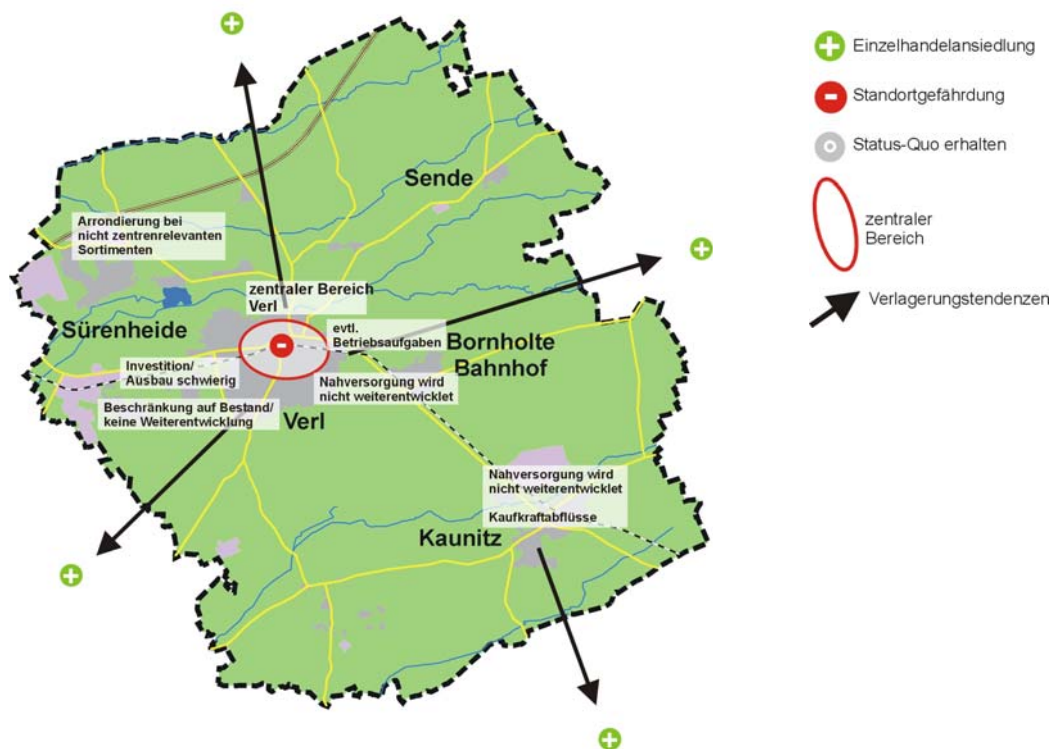 Einzelhandelansiedlung
Standortgefährdung
Status-Quo erhalten
zentraler
Bereich
Verlagerungstendenzen
Sende
Arrondierung bei
nicht zentrenrelevanten
Sortimenten
zentraler Bereich
Verl
Sürenheide
evtl.
Betriebsaufgaben
Bornholte
Bahnhof
Investition/
Ausbau schwierig
Nahversorgung wird
nicht weiterentwicklet
Beschränkung auf Bestand/
keine Weiterentwicklung
Verl
Nahversorgung wird
nicht weiterentwicklet
Kaufkraftabflüsse
Kaunitz